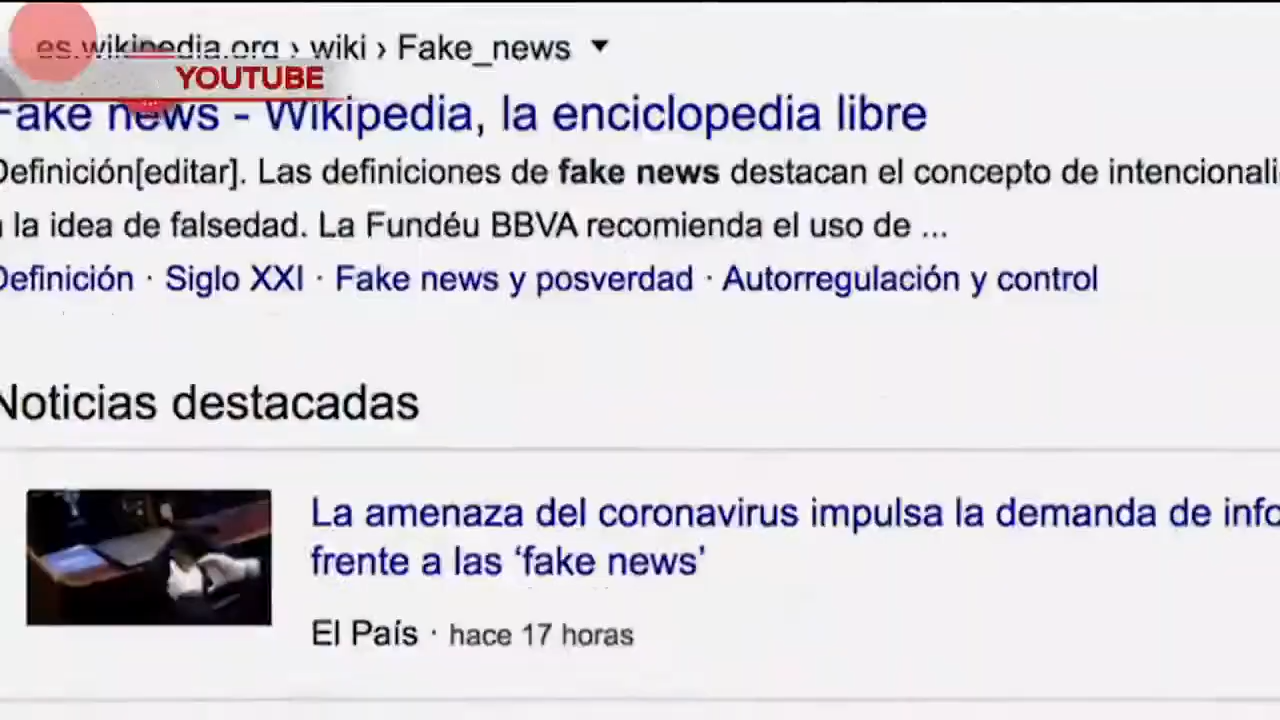 es.wikipedia.org › wiki › Fake_news
YOUTUBE
Fake news - Wikipedia, la enciclopedia libre
Definición[editar]. Las definiciones de fake news destacan el concepto de
la idea de falsedad. La Fundéu BBVA recomienda el uso de ...
Definición · Siglo XXI · Fake news y posverdad · Autorregulación y control
Noticias destacadas
La amenaza del coronavirus impulsa la demanda de
frente a las ‘fake news’
El País · hace 17 horas